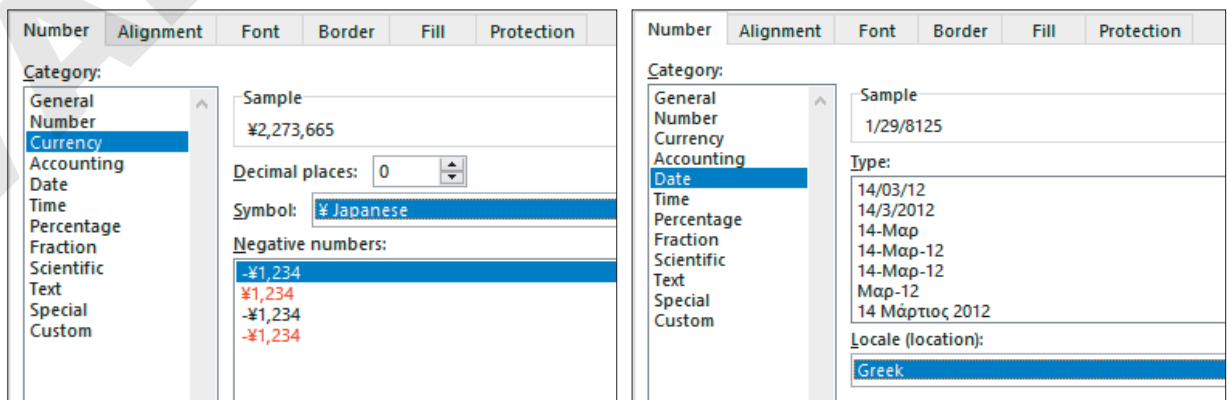 Number Alignment Font Border Fill Protection
Category:
General
Number
Currency
Accounting
Date
Time
Percentage
Fraction
Scientific
Text
Special
Custom
Sample
¥2,273,665
Decimal places: 0
Symbol: ¥ Japanese
Negative numbers:
-¥1,234
¥1,234
-¥1,234
-¥1,234
Number Alignment Font Border Fill Protection
Category:
General
Number
Currency
Accounting
Date
Time
Percentage
Fraction
Scientific
Text
Special
Custom
Sample
1/29/8125
Type:
14/03/12
14/3/2012
14-Μαρ
14-Μαρ-12
14-Μαρ-12
Μαρ-12
14 Μάρτιος 2012
Locale (location):
Greek